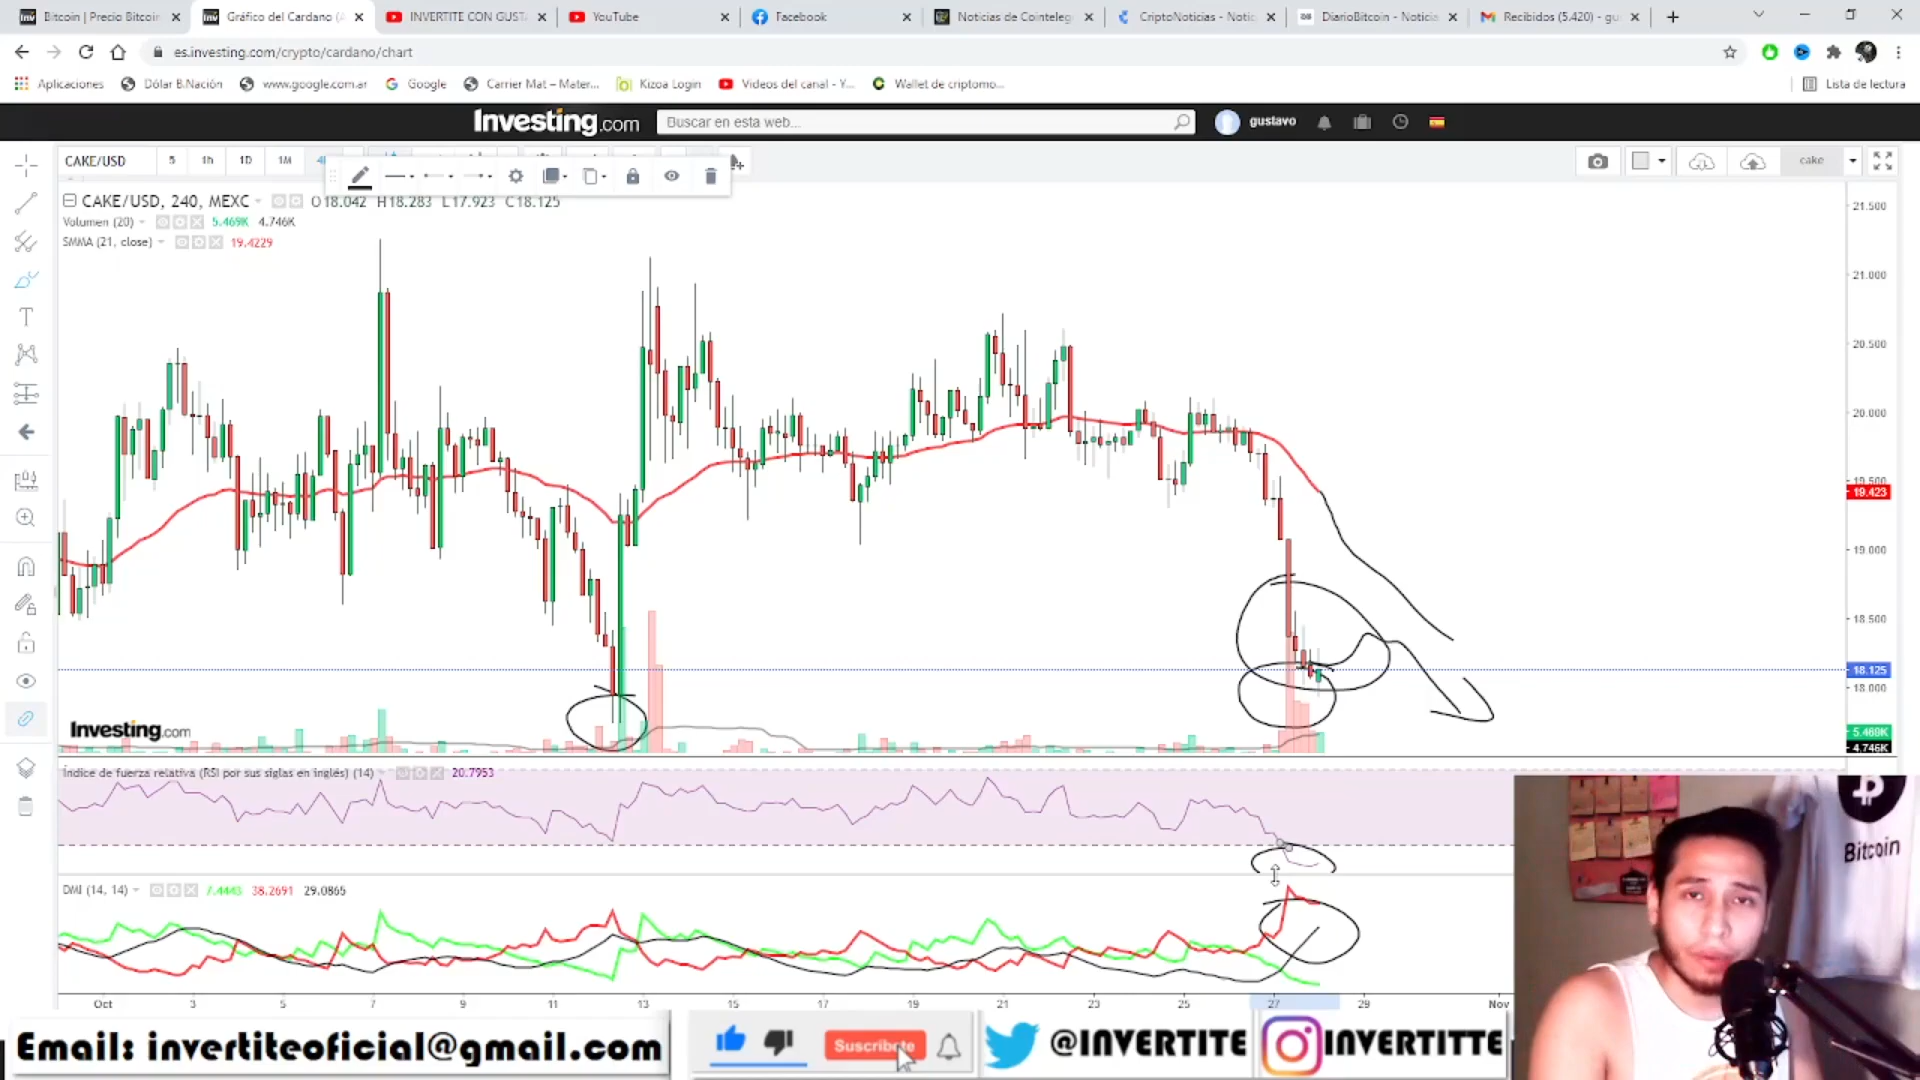 Bitcoin | Precio Bitcoin
Gráfico del Cardano (A
INVERTITE CON GUST
YouTube
Facebook
Noticias de Cointeleg
CriptoNoticias - Notic
DiarioBitcoin - Noticia
Recibidos (5.420) - gu
es.investing.com/crypto/cardano/chart
Aplicaciones
Dólar B.Nación
www.google.com.ar
Google
Carrier Mat – Mater...
Kizoa Login
Videos del canal - Y...
Wallet de criptomo...
Lista de lectura
Investing.com
Buscar en esta web...
gustavo
CAKE/USD
5
1h
1D
1M
cake
CAKE/USD, 240, MEXC
O18.042 H18.283 L17.923 C18.125
Volumen (20)
5.469K 4.746K
SMMA (21, close)
19.4229
21.500
21.000
20.500
20.000
19.500
19.423
19.000
18.500
18.125
18.000
5.469K
4.746K
Investing.com
Índice de fuerza relativa (RSI por sus siglas en inglés) (14)
20.7953
DMI (14, 14)
7.4443 38.2691 29.0865
Oct
3
5
7
9
11
13
15
17
19
21
23
25
27
29
Nov
Bitcoin
Email: invertiteoficial@gmail.com
Suscribete
@INVERTITE
INVERTITTE